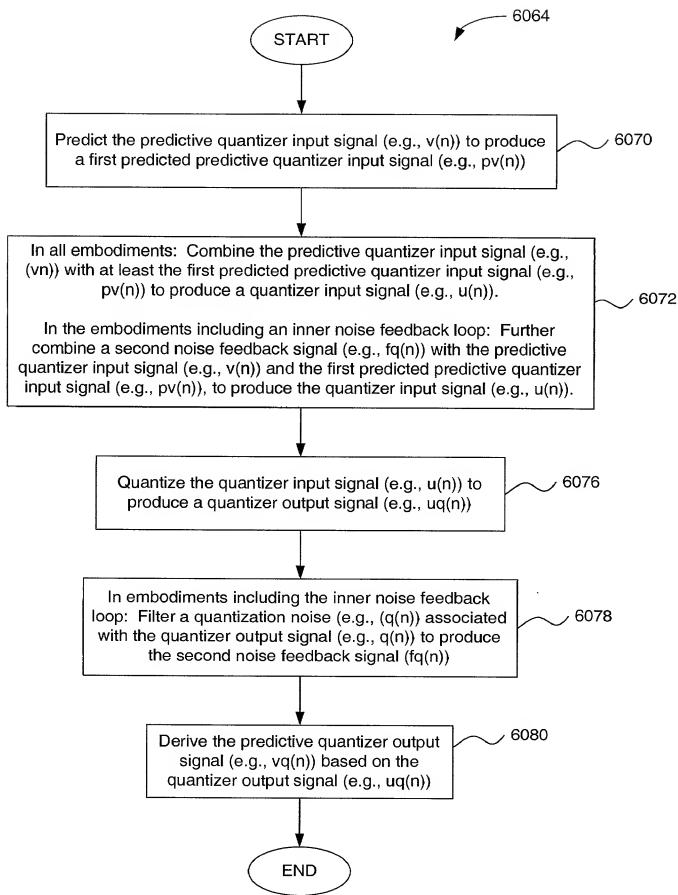 6064
START
Predict the predictive quantizer input signal (e.g., v(n)) to produce
a first predicted predictive quantizer input signal (e.g., pv(n))
6070
In all embodiments: Combine the predictive quantizer input signal (e.g.,
(vn)) with at least the first predicted predictive quantizer input signal (e.g.,
pv(n)) to produce a quantizer input signal (e.g., u(n)).
In the embodiments including an inner noise feedback loop: Further
combine a second noise feedback signal (e.g., fq(n)) with the predictive
quantizer input signal (e.g., v(n)) and the first predicted predictive quantizer
input signal (e.g., pv(n)), to produce the quantizer input signal (e.g., u(n)).
6072
Quantize the quantizer input signal (e.g., u(n)) to
produce a quantizer output signal (e.g., uq(n))
6076
In embodiments including the inner noise feedback
loop: Filter a quantization noise (e.g., (q(n)) associated
with the quantizer output signal (e.g., q(n)) to produce
the second noise feedback signal (fq(n))
6078
Derive the predictive quantizer output
signal (e.g., vq(n)) based on the
quantizer output signal (e.g., uq(n))
6080
END